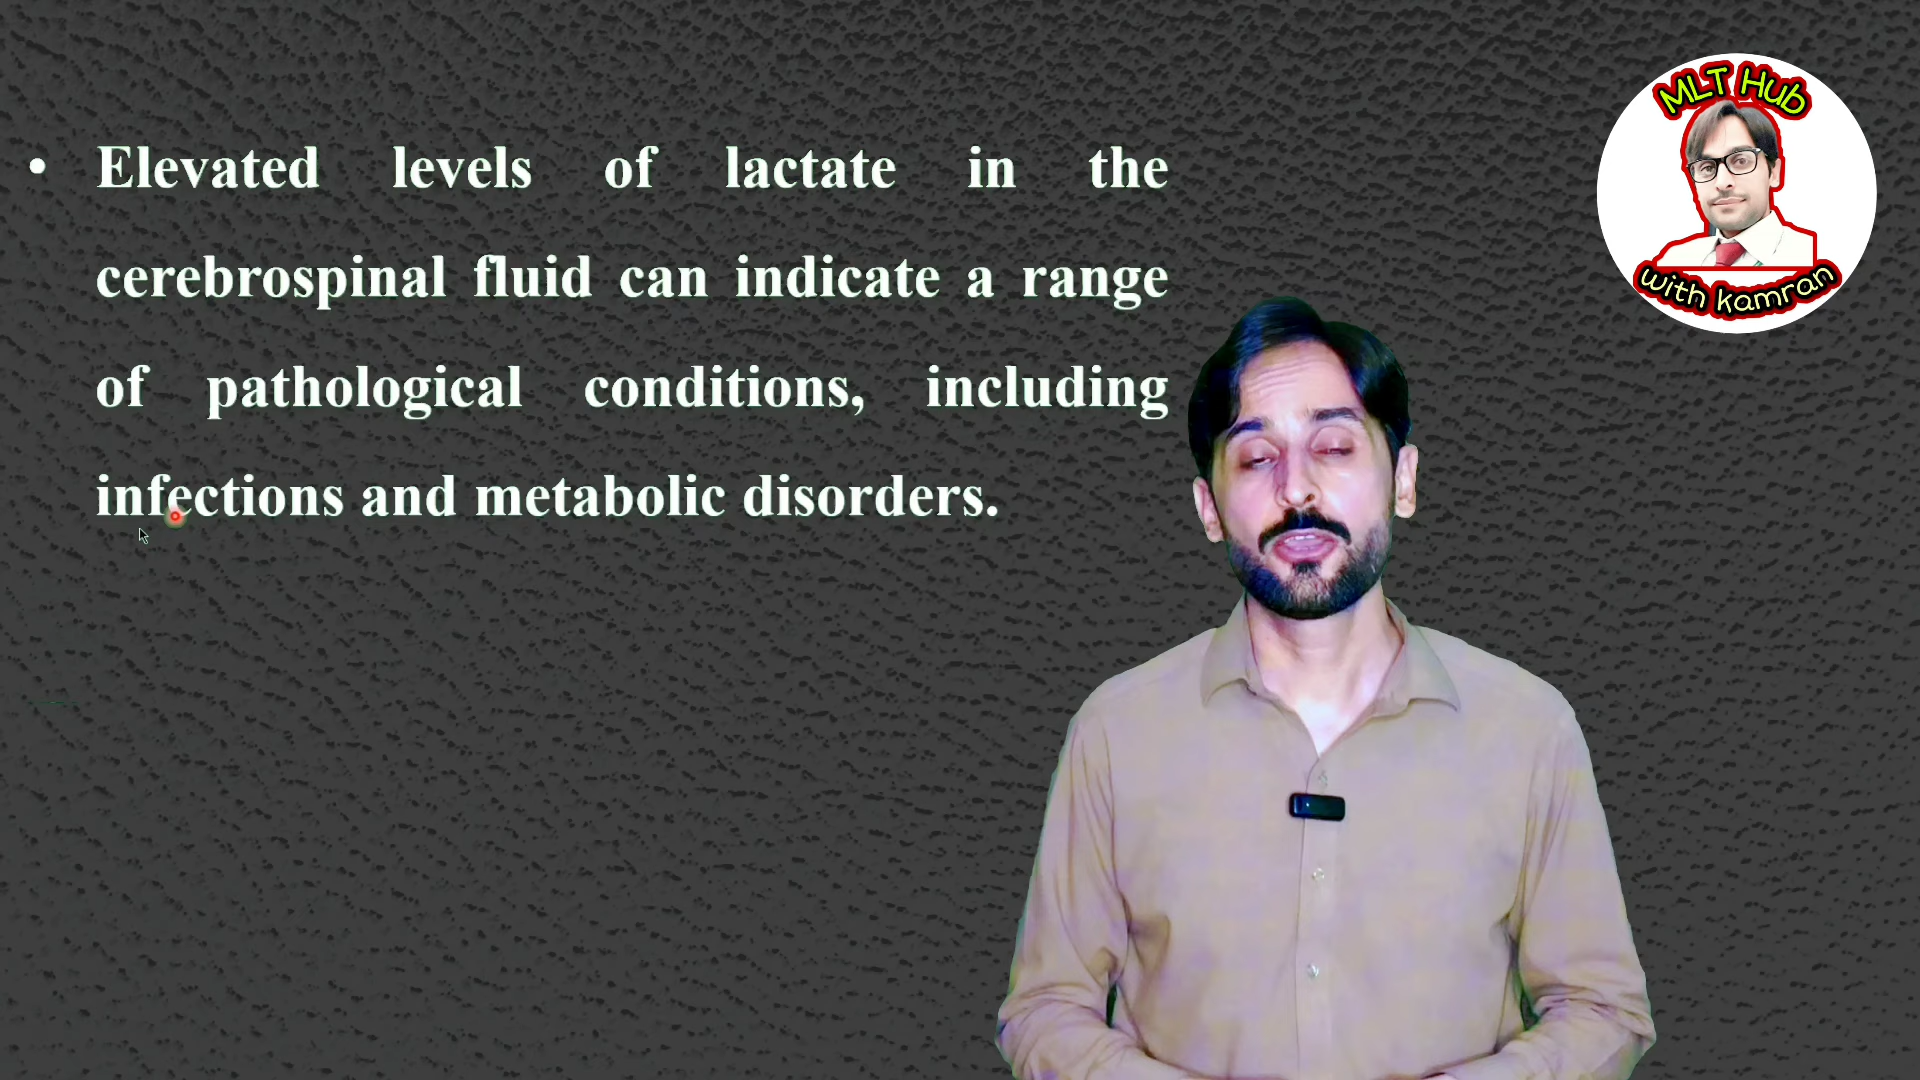 MLT Hub
with kamran
• Elevated levels of lactate in the
cerebrospinal fluid can indicate a range
of pathological conditions, including
infections and metabolic disorders.